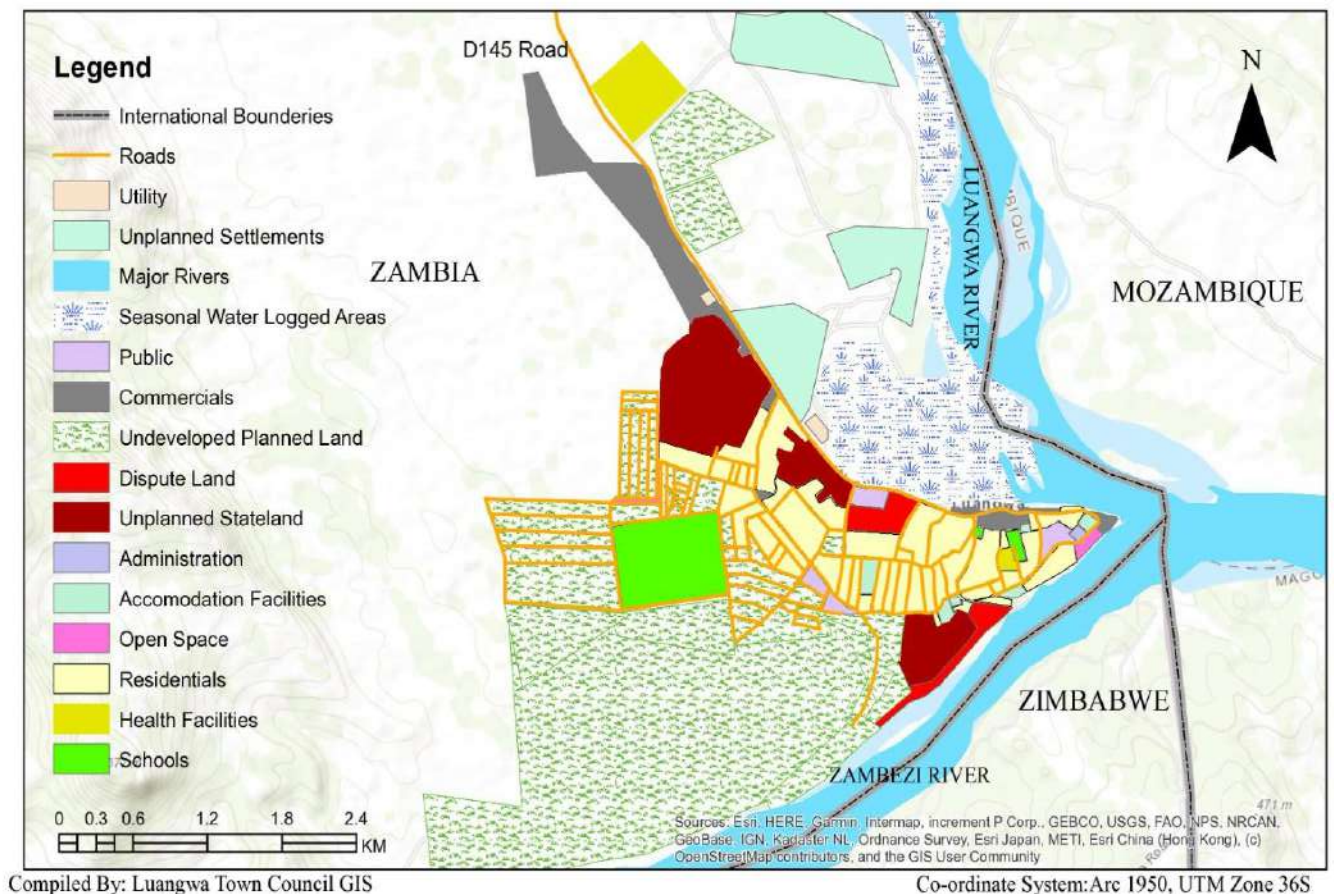 D145 Road
Legend
International Bounderies
Roads
Utility
Unplanned Settlements
Major Rivers
Seasonal Water Logged Areas
Public
Commercials
Undeveloped Planned Land
Dispute Land
Unplanned Stateland
Administration
Accomodation Facilities
Open Space
Residentials
Health Facilities
Schools
0 0.3 0.6 1.2 1.8 2.4
KM
N
ZAMBIA
LUANGWA RIVER
BIQUE
MOZAMBIQUE
Luangwa
MAGO
ZIMBABWE
ZAMBEZI RIVER
471 m
Sources: Esri, HERE, Garmin, Intermap, increment P Corp., GEBCO, USGS, FAO, NPS, NRCAN,
GeoBase, IGN, Kadaster NL, Ordnance Survey, Esri Japan, METI, Esri China (Hong Kong), (c)
OpenStreetMap contributors, and the GIS User Community
Compiled By: Luangwa Town Council GIS
Co-ordinate System:Arc 1950, UTM Zone 36S